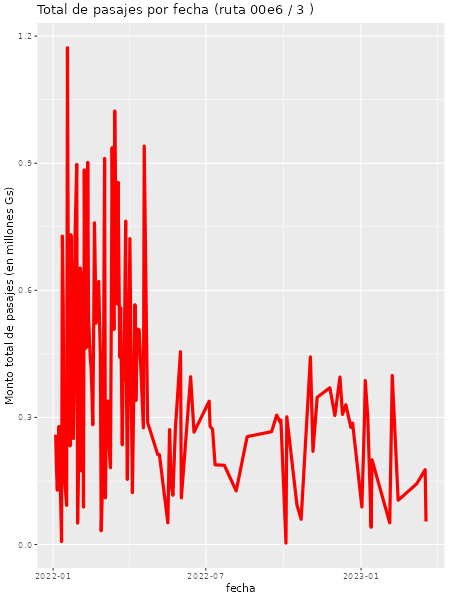 Total de pasajes por fecha (ruta 00e6 / 3 )
Monto total de pasajes (en millones Gs)
1.2
0.9
0.6
0.3
0.0
2022-01
2022-07
2023-01
fecha